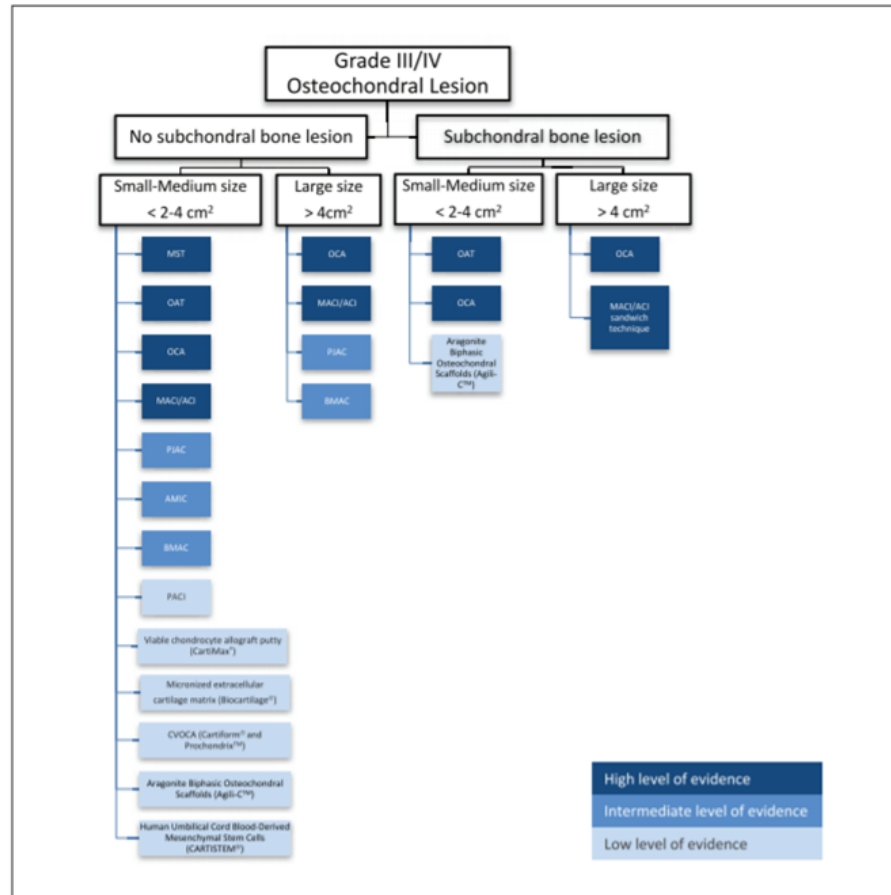 Grade III/IV
Osteochondral Lesion
No subchondral bone lesion
Subchondral bone lesion
Small-Medium size
< 2-4 cm²
Large size
> 4cm²
Small-Medium size
< 2-4 cm²
Large size
> 4 cm²
MST
OAT
OCA
MACI/ACI
PJAC
AMIC
BMAC
PACI
Viable chondrocyte allograft putty
(CartiMax®)
Micronized extracellular
cartilage matrix (Biocartilage®)
CVOCA (Cartiform® and
Prochondrix™)
Aragonite Biphasic Osteochondral
Scaffolds (Agili-C™)
Human Umbilical Cord Blood-Derived
Mesenchymal Stem Cells
(CARTISTEM®)
OCA
MACI/ACI
PJAC
BMAC
OAT
OCA
Aragonite
Biphasic
Osteochondral
Scaffolds (Agili-
C™)
OCA
MACI/ACI
sandwich
technique
High level of evidence
Intermediate level of evidence
Low level of evidence